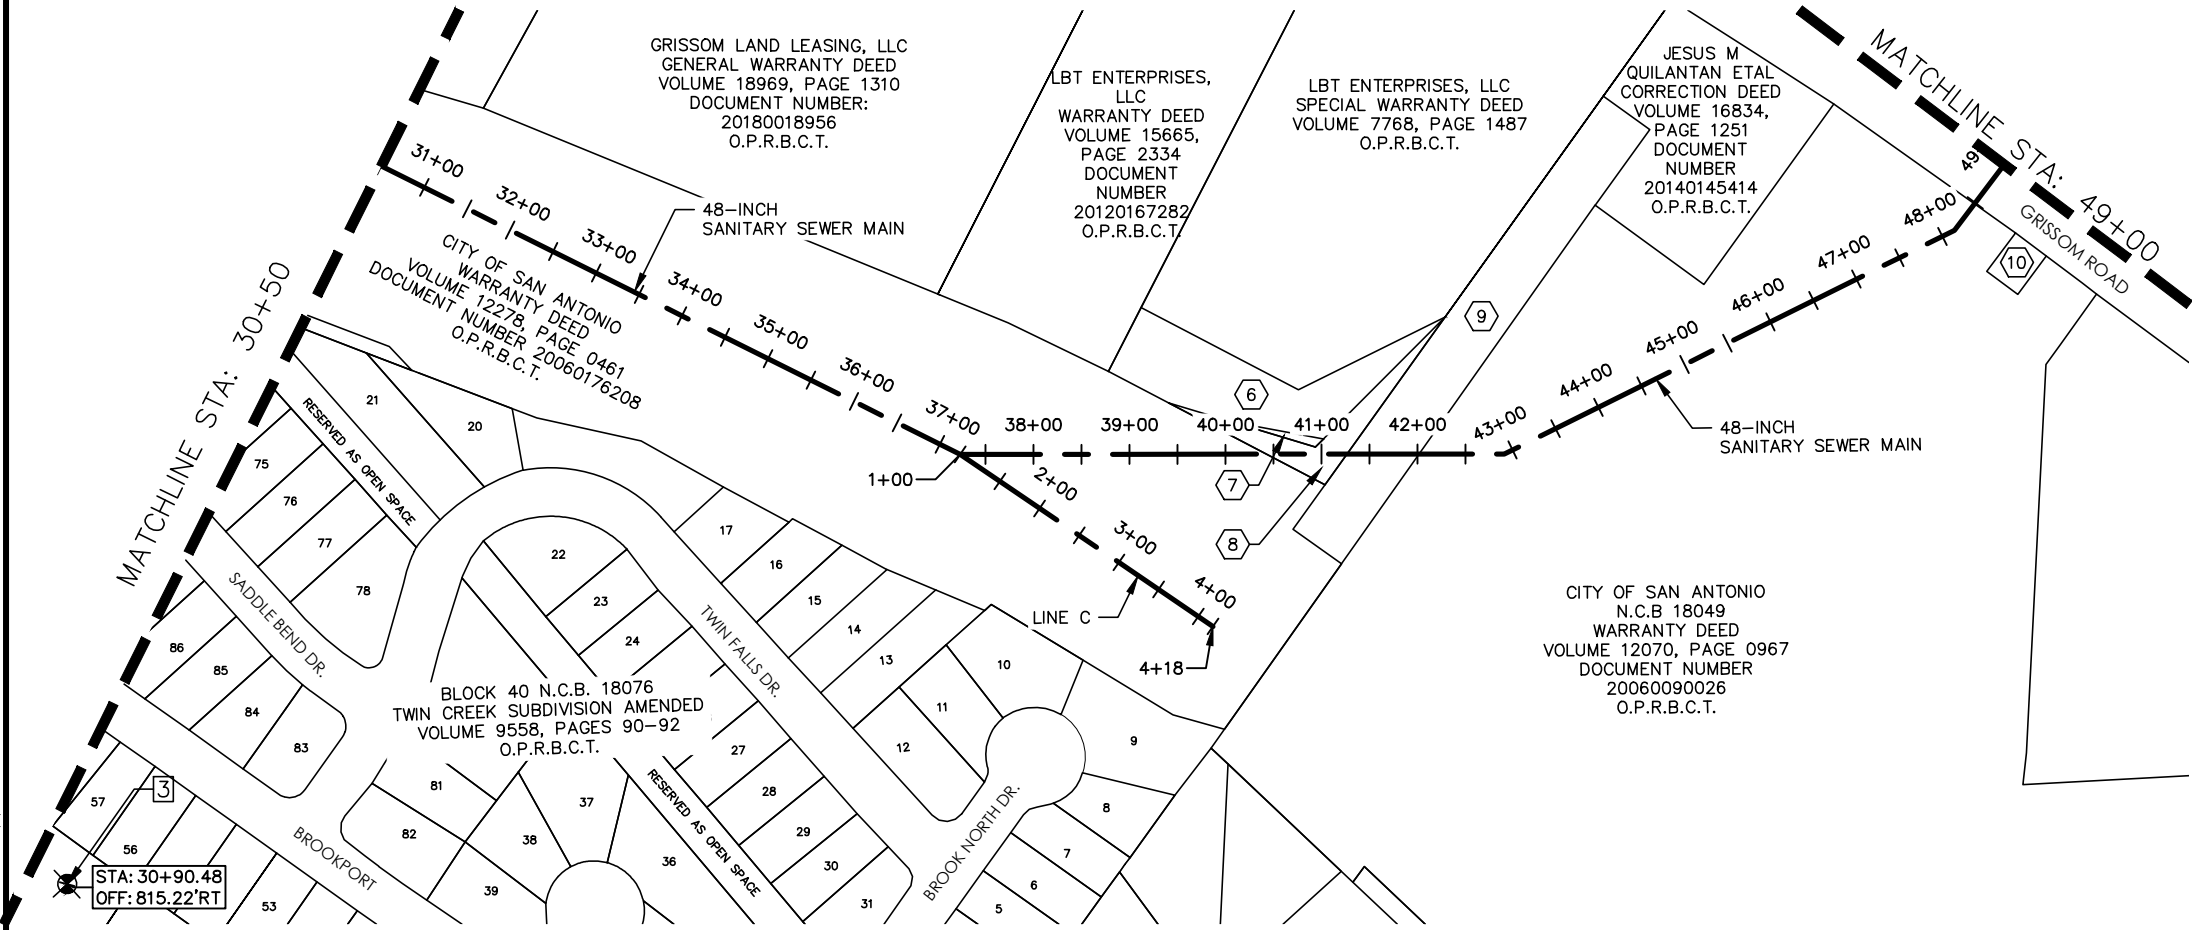 GRISSOM LAND LEASING, LLC
GENERAL WARRANTY DEED
VOLUME 18969, PAGE 1310
DOCUMENT NUMBER:
20180018956
O.P.R.B.C.T.
LBT ENTERPRISES,
LLC
WARRANTY DEED
VOLUME 15665,
PAGE 2334
DOCUMENT
NUMBER
20120167282
O.P.R.B.C.T.
LBT ENTERPRISES, LLC
SPECIAL WARRANTY DEED
VOLUME 7768, PAGE 1487
O.P.R.B.C.T.
JESUS M
QUILANTAN ETAL
CORRECTION DEED
VOLUME 16834,
PAGE 1251
DOCUMENT
NUMBER
20140145414
O.P.R.B.C.T.
MATCHLINE STA: 49+00
GRISSOM ROAD
10
MATCHLINE STA: 30+50
31+00
32+00
33+00
34+00
35+00
36+00
37+00
38+00
39+00
40+00
41+00
42+00
43+00
44+00
45+00
46+00
47+00
48+00
49
48-INCH
SANITARY SEWER MAIN
CITY OF SAN ANTONIO
WARRANTY DEED
VOLUME 12278, PAGE 0461
DOCUMENT NUMBER 20060176208
O.P.R.B.C.T.
9
6
7
8
48-INCH
SANITARY SEWER MAIN
1+00
2+00
3+00
4+00
LINE C
4+18
CITY OF SAN ANTONIO
N.C.B 18049
WARRANTY DEED
VOLUME 12070, PAGE 0967
DOCUMENT NUMBER
20060090026
O.P.R.B.C.T.
21
20
RESERVED AS OPEN SPACE
75
76
77
78
SADDLE BEND DR.
86
85
84
83
22
23
24
17
16
15
14
13
12
11
10
9
8
7
6
5
TWIN FALLS DR.
BLOCK 40 N.C.B. 18076
TWIN CREEK SUBDIVISION AMENDED
VOLUME 9558, PAGES 90-92
O.P.R.B.C.T.
27
28
29
30
31
RESERVED AS OPEN SPACE
BROOK NORTH DR.
81
82
37
38
39
36
57
56
53
BROOKPORT
3
STA: 30+90.48
OFF: 815.22'RT